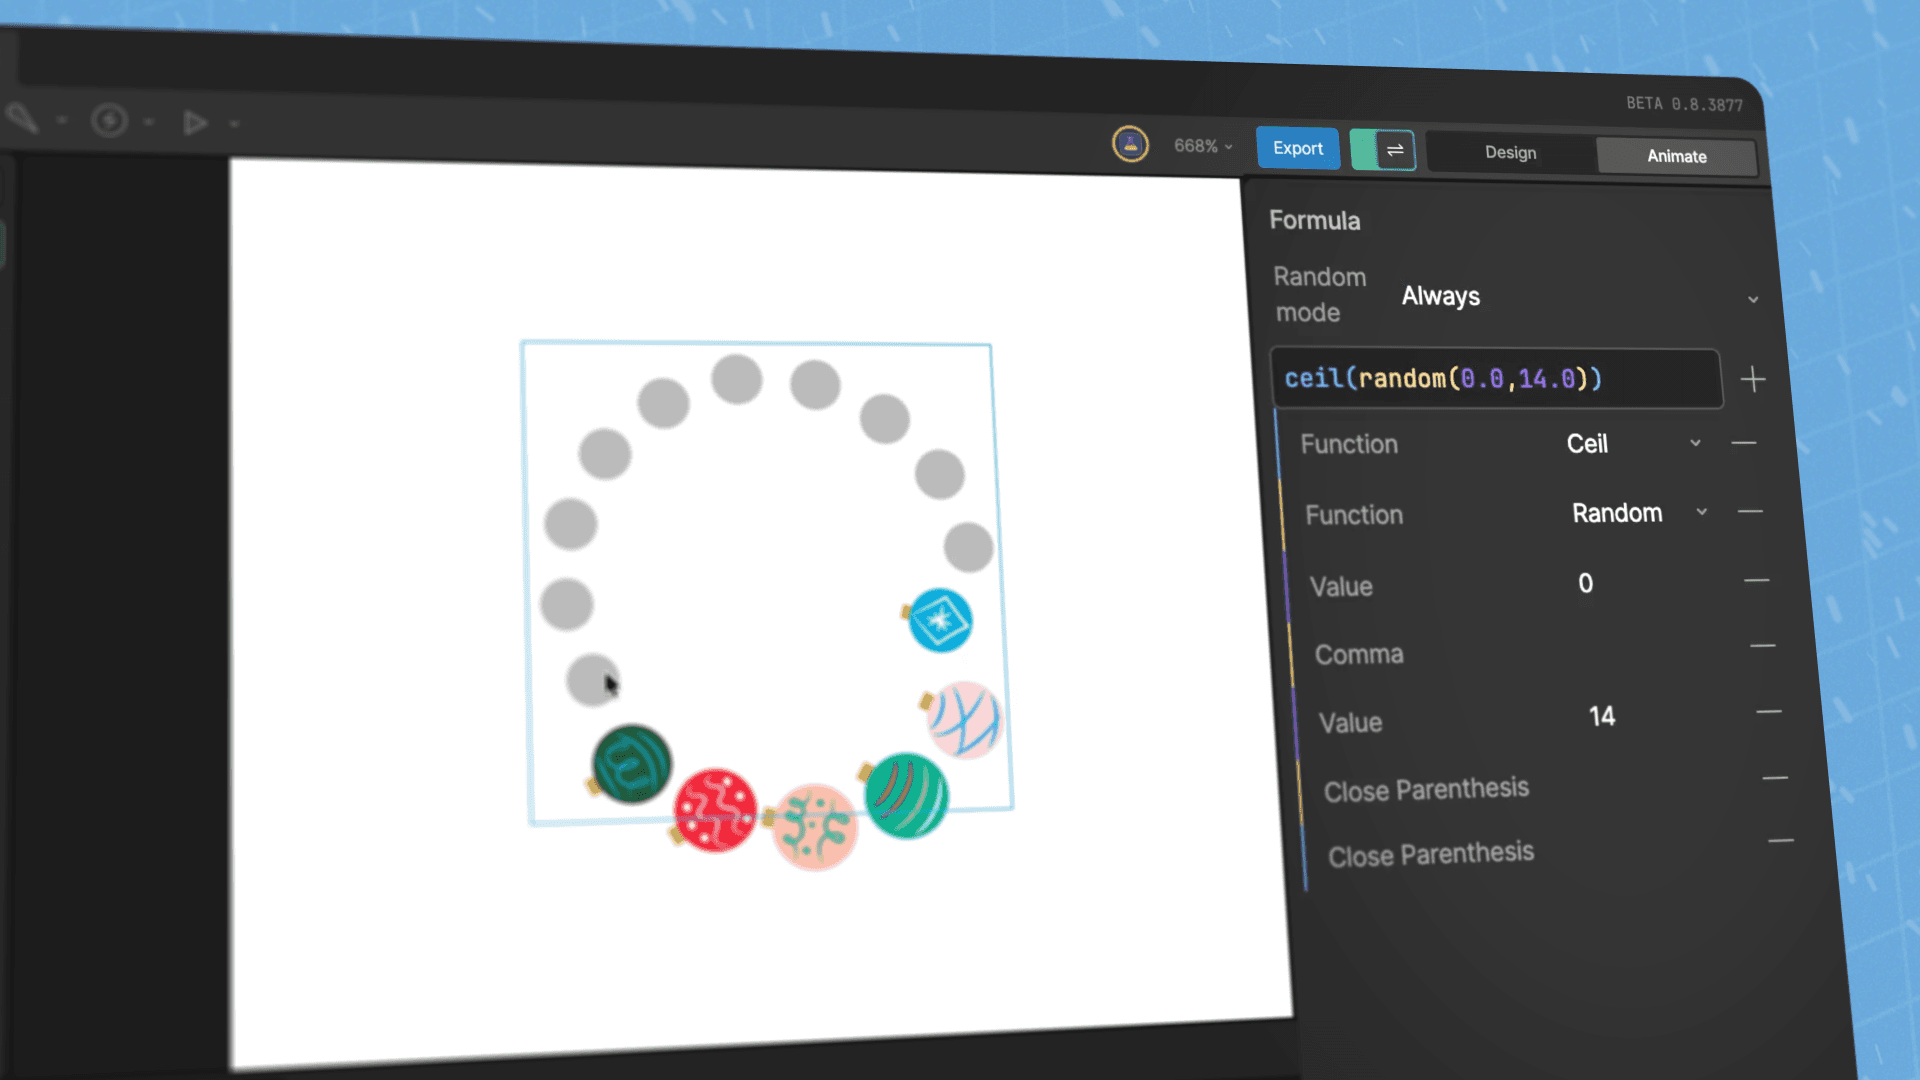 BETA 0.8.3877
668%
Export
Design
Animate
Formula
Random
mode
Always
ceil(random(0.0,14.0))
Function
Ceil
Function
Random
Value
0
Comma
Value
14
Close Parenthesis
Close Parenthesis